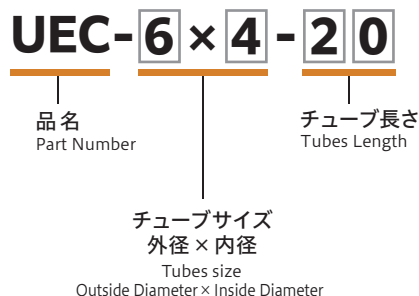 UEC-6×4-20
品名
Part Number
チューブ長さ
Tubes Length
チューブサイズ
外径×内径
Tubes size
Outside Diameter×Inside Diameter